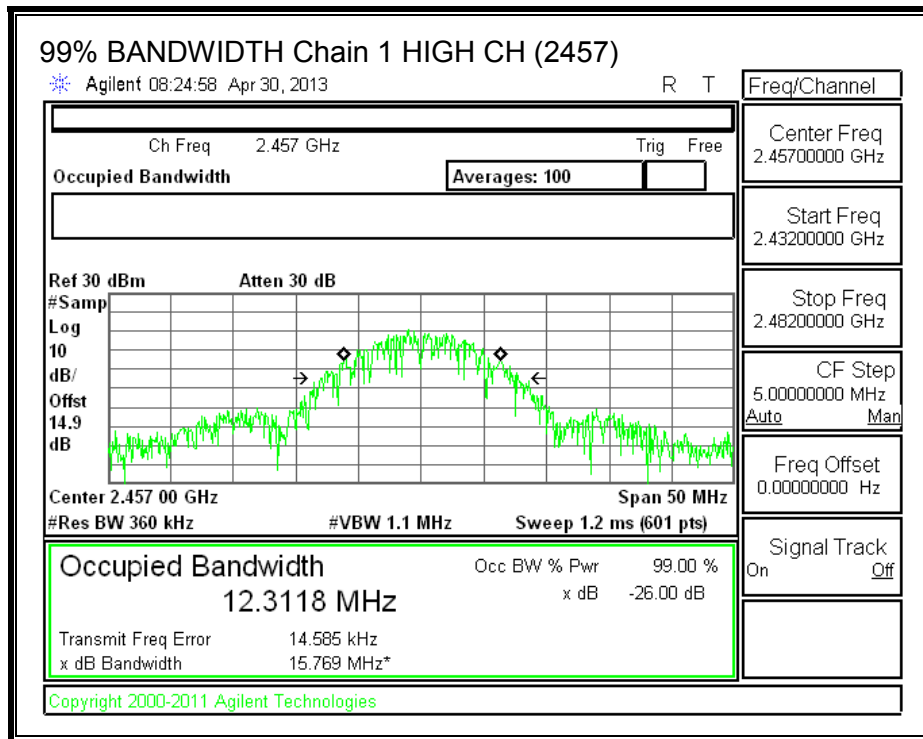 99% BANDWIDTH Chain 1 HIGH CH (2457)
Agilent 08:24:58 Apr 30, 2013 R T
Freq/Channel
Ch Freq 2.457 GHz Trig Free
Occupied Bandwidth Averages: 100
Center Freq
2.45700000 GHz
Start Freq
2.43200000 GHz
Stop Freq
2.48200000 GHz
CF Step
5.00000000 MHz
Auto Man
Freq Offset
0.00000000 Hz
Signal Track
On Off
Ref 30 dBm Atten 30 dB
#Samp
Log
10
dB/
Offst
14.9
dB
Center 2.457 00 GHz Span 50 MHz
#Res BW 360 kHz #VBW 1.1 MHz Sweep 1.2 ms (601 pts)
Occupied Bandwidth Occ BW % Pwr 99.00 %
12.3118 MHz x dB -26.00 dB
Transmit Freq Error 14.585 kHz
x dB Bandwidth 15.769 MHz*
Copyright 2000-2011 Agilent Technologies